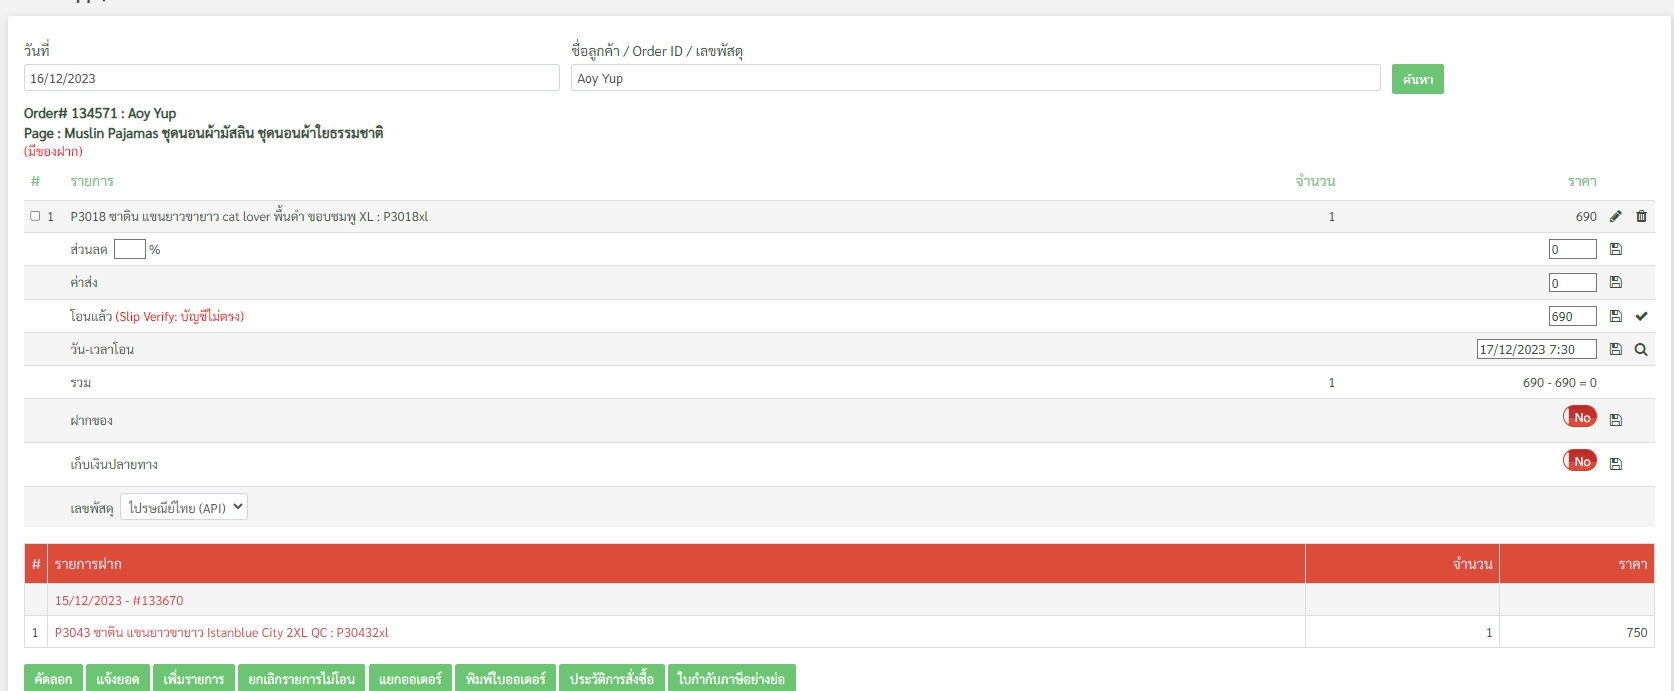 วันที่ ชื่อลูกค้า / Order ID / เลขพัสดุ
16/12/2023 Aoy Yup ค้นหา
Order# 134571 : Aoy Yup
Page : Muslin Pajamas ชุดนอนผ้ามัสลิน ชุดนอนผ้าใยธรรมชาติ
(มีของฝาก)
# รายการ จำนวน ราคา
1 P3018 ซาติน แขนยาวขายาว cat lover พื้นดำ ขอบชมพู XL : P3018xl 1 690
ส่วนลด % 0
ค่าส่ง 0
โอนแล้ว (Slip Verify: บัญชีไม่ตรง) 690
วัน-เวลาโอน 17/12/2023 7:30
รวม 1 690 - 690 = 0
ฝากของ No
เก็บเงินปลายทาง No
เลขพัสดุ ไปรษณีย์ไทย (API)
# รายการฝาก จำนวน ราคา
15/12/2023 - #133670
1 P3043 ซาติน แขนยาวขายาว Istanblue City 2XL QC : P30432xl 1 750
คัดลอก แจ้งยอด เพิ่มรายการ ยกเลิกรายการไม่โอน แยกออเดอร์ พิมพ์ใบออเดอร์ ประวัติการสั่งซื้อ ใบกำกับภาษีอย่างย่อ